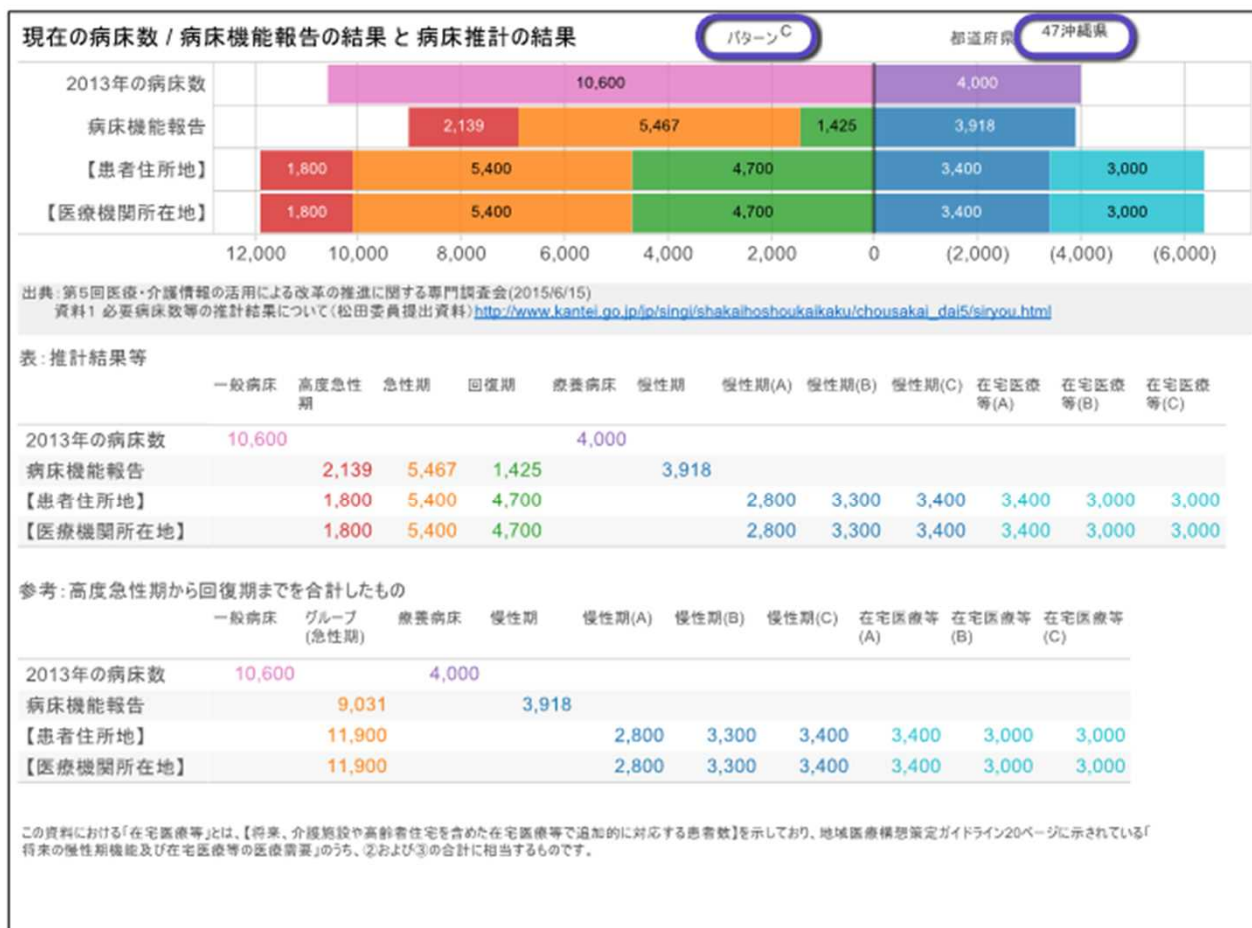 現在の病床数 / 病床機能報告の結果 と 病床推計の結果 パターンC 都道府県 47沖縄県
2013年の病床数 10,600 4,000
病床機能報告 2,139 5,467 1,425 3,918
【患者住所地】 1,800 5,400 4,700 3,400 3,000
【医療機関所在地】 1,800 5,400 4,700 3,400 3,000
12,000 10,000 8,000 6,000 4,000 2,000 0 (2,000) (4,000) (6,000)
出典:第5回医療・介護情報の活用による改革の推進に関する専門調査会(2015/6/15)
資料1 必要病床数等の推計結果について(松田委員提出資料)http://www.kantei.go.jp/jp/singi/shakaihoshoukaikaku/chousakai_dai5/siryou.html
表:推計結果等
一般病床 高度急性期 急性期 回復期 療養病床 慢性期 慢性期(A) 慢性期(B) 慢性期(C) 在宅医療等(A) 在宅医療等(B) 在宅医療等(C)
2013年の病床数 10,600 4,000
病床機能報告 2,139 5,467 1,425 3,918
【患者住所地】 1,800 5,400 4,700 2,800 3,300 3,400 3,400 3,000 3,000
【医療機関所在地】 1,800 5,400 4,700 2,800 3,300 3,400 3,400 3,000 3,000
参考:高度急性期から回復期までを合計したもの
一般病床 グループ(急性期) 療養病床 慢性期 慢性期(A) 慢性期(B) 慢性期(C) 在宅医療等(A) 在宅医療等(B) 在宅医療等(C)
2013年の病床数 10,600 4,000
病床機能報告 9,031 3,918
【患者住所地】 11,900 2,800 3,300 3,400 3,400 3,000 3,000
【医療機関所在地】 11,900 2,800 3,300 3,400 3,400 3,000 3,000
この資料における「在宅医療等」とは、【将来、介護施設や高齢者住宅を含めた在宅医療等で追加的に対応する患者数】を示しており、地域医療構想策定ガイドライン20ページに示されている「
将来の慢性期機能及び在宅医療等の医療需要」のうち、②および③の合計に相当するものです。